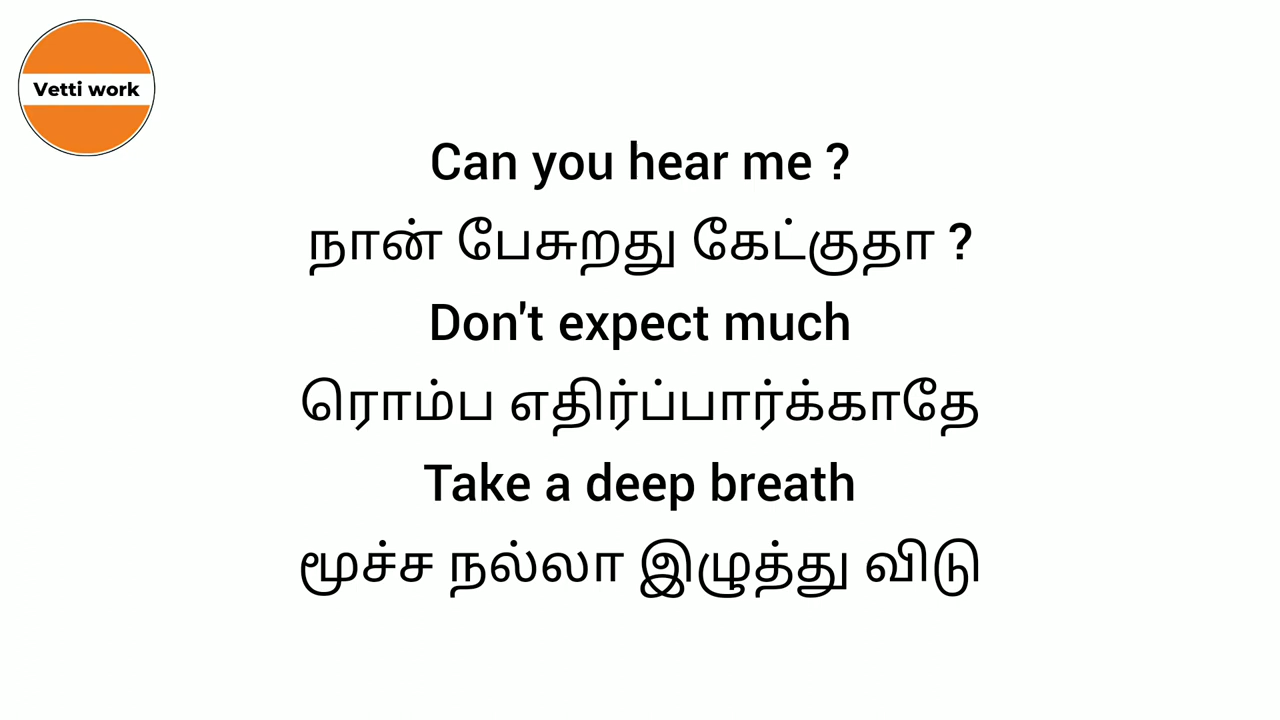 Vetti work
Can you hear me ?
நான் பேசுறது கேட்குதா ?
Don't expect much
ரொம்ப எதிர்ப்பார்க்காதே
Take a deep breath
மூச்ச நல்லா இழுத்து விடு